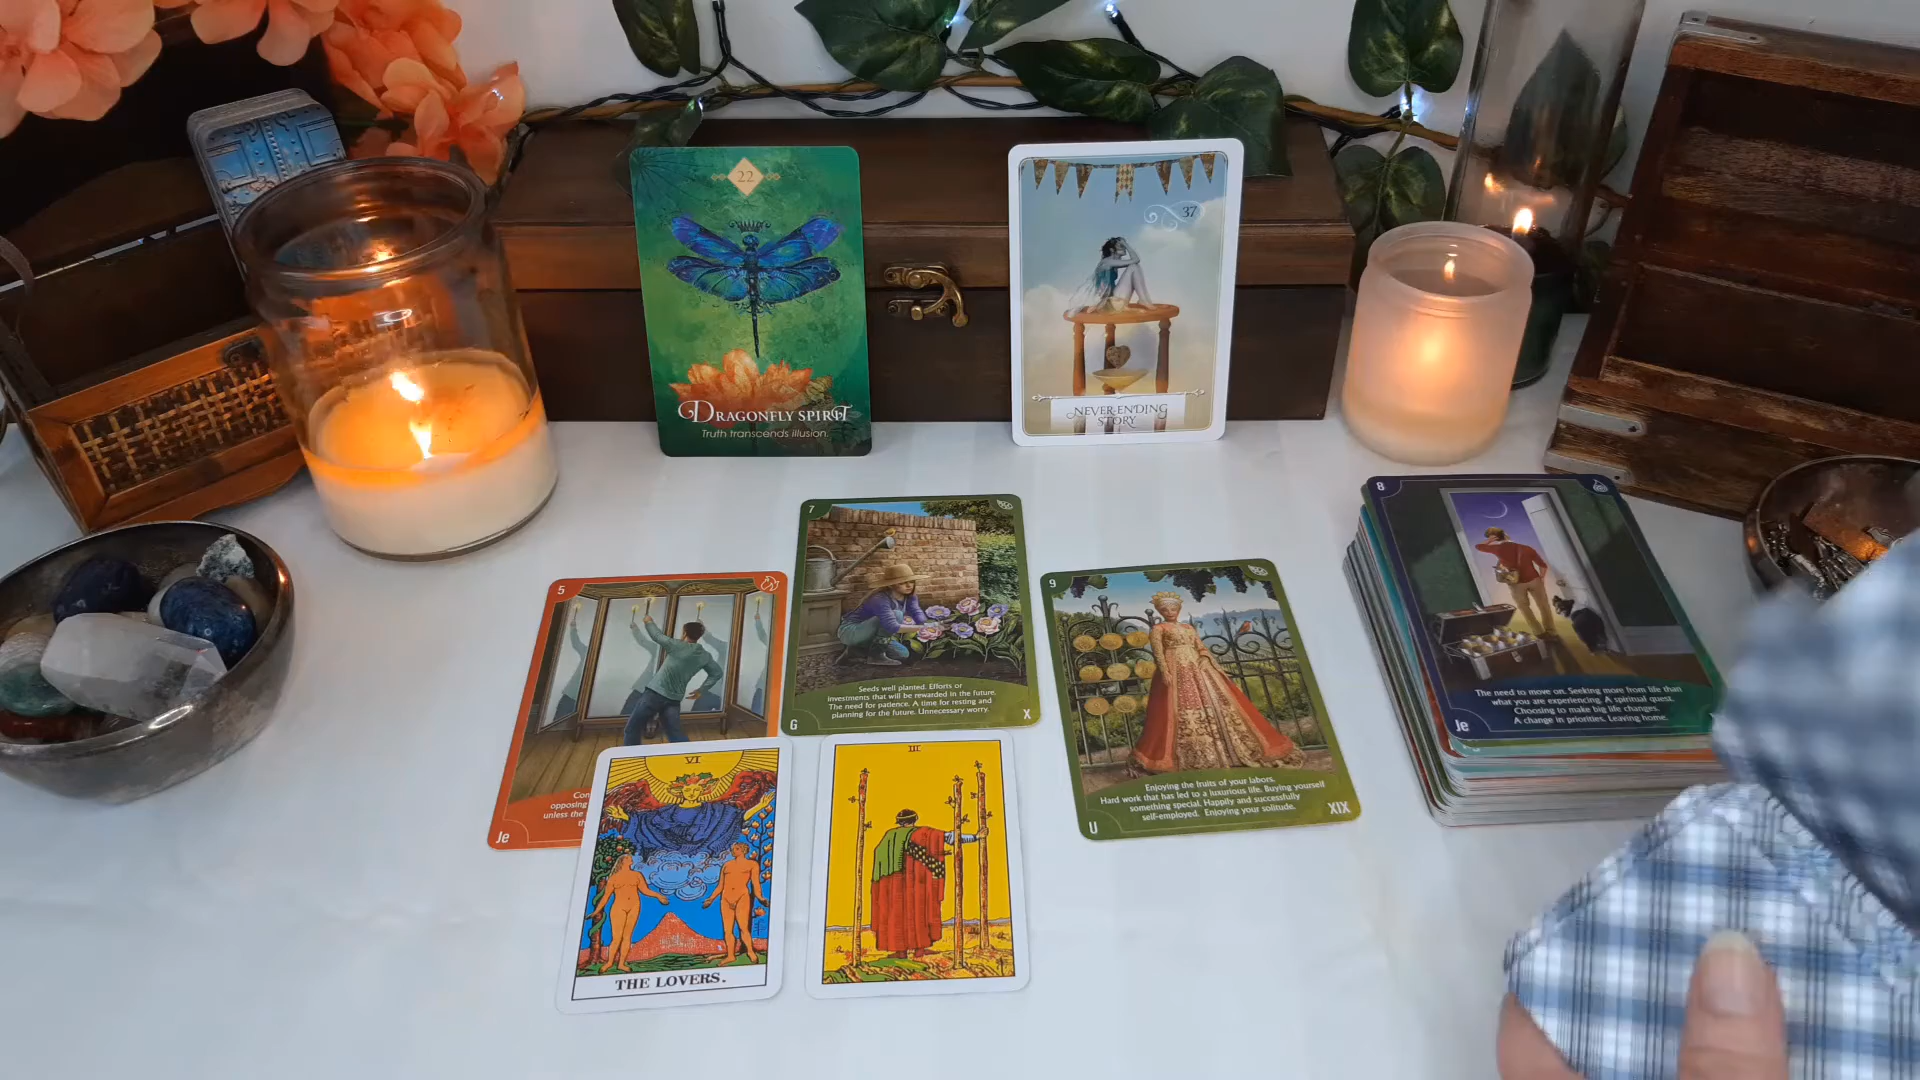 22
DRAGONFLY SPIRIT
Truth transcends illusion.
37
NEVER-ENDING
STORY
5
Con
opposing
unless the
th
Je
7
Seeds well planted. Efforts or
investments that will be rewarded in the future.
The need for patience. A time for resting and
planning for the future. Unnecessary worry.
G
X
9
Enjoying the fruits of your labors.
Hard work that has led to a luxurious life. Buying yourself
something special. Happily and successfully
self-employed. Enjoying your solitude.
U
XIX
8
The need to move on. Seeking more from life than
what you are experiencing. A spiritual quest.
Choosing to make big life changes.
A change in priorities. Leaving home.
Je
VI
THE LOVERS.
III